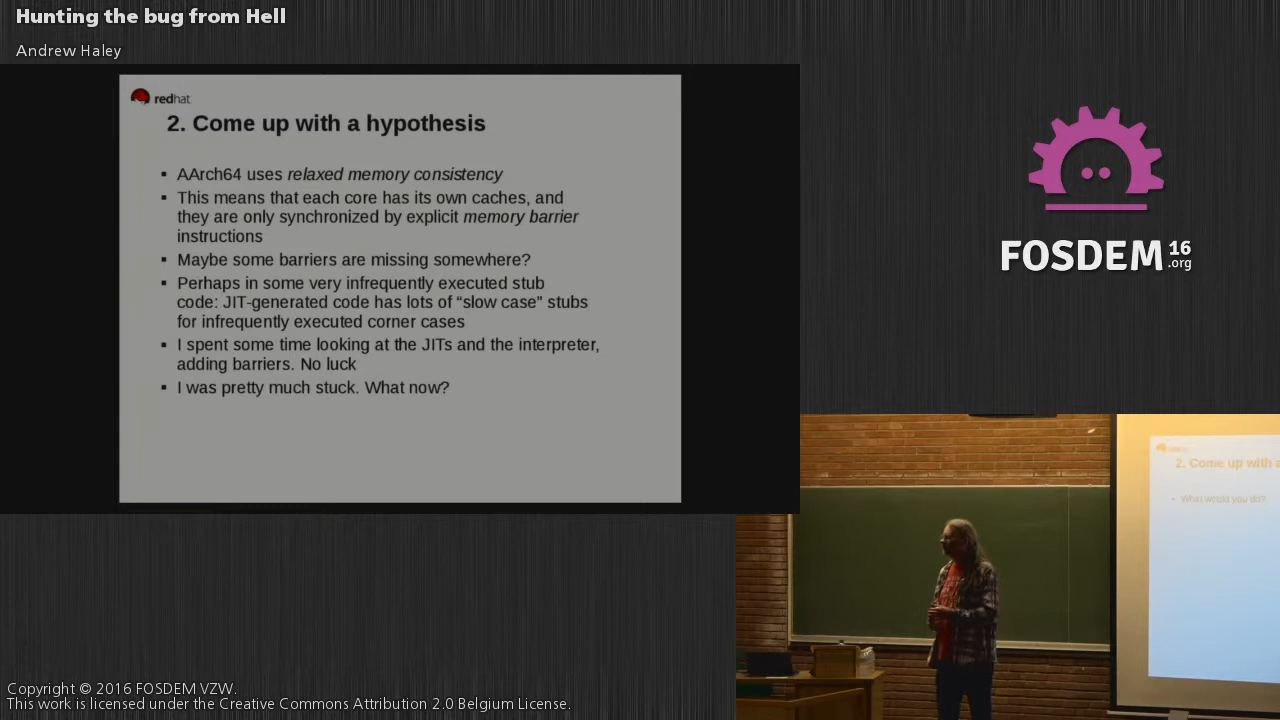 Hunting the bug from Hell
Andrew Haley
redhat
2. Come up with a hypothesis
▪ AArch64 uses relaxed memory consistency
▪ This means that each core has its own caches, and
they are only synchronized by explicit memory barrier
instructions
▪ Maybe some barriers are missing somewhere?
▪ Perhaps in some very infrequently executed stub
code: JIT-generated code has lots of “slow case” stubs
for infrequently executed corner cases
▪ I spent some time looking at the JITs and the interpreter,
adding barriers. No luck
▪ I was pretty much stuck. What now?
FOSDEM 16
.org
2. Come up with a
• What would you do?
Copyright © 2016 FOSDEM VZW.
This work is licensed under the Creative Commons Attribution 2.0 Belgium License.